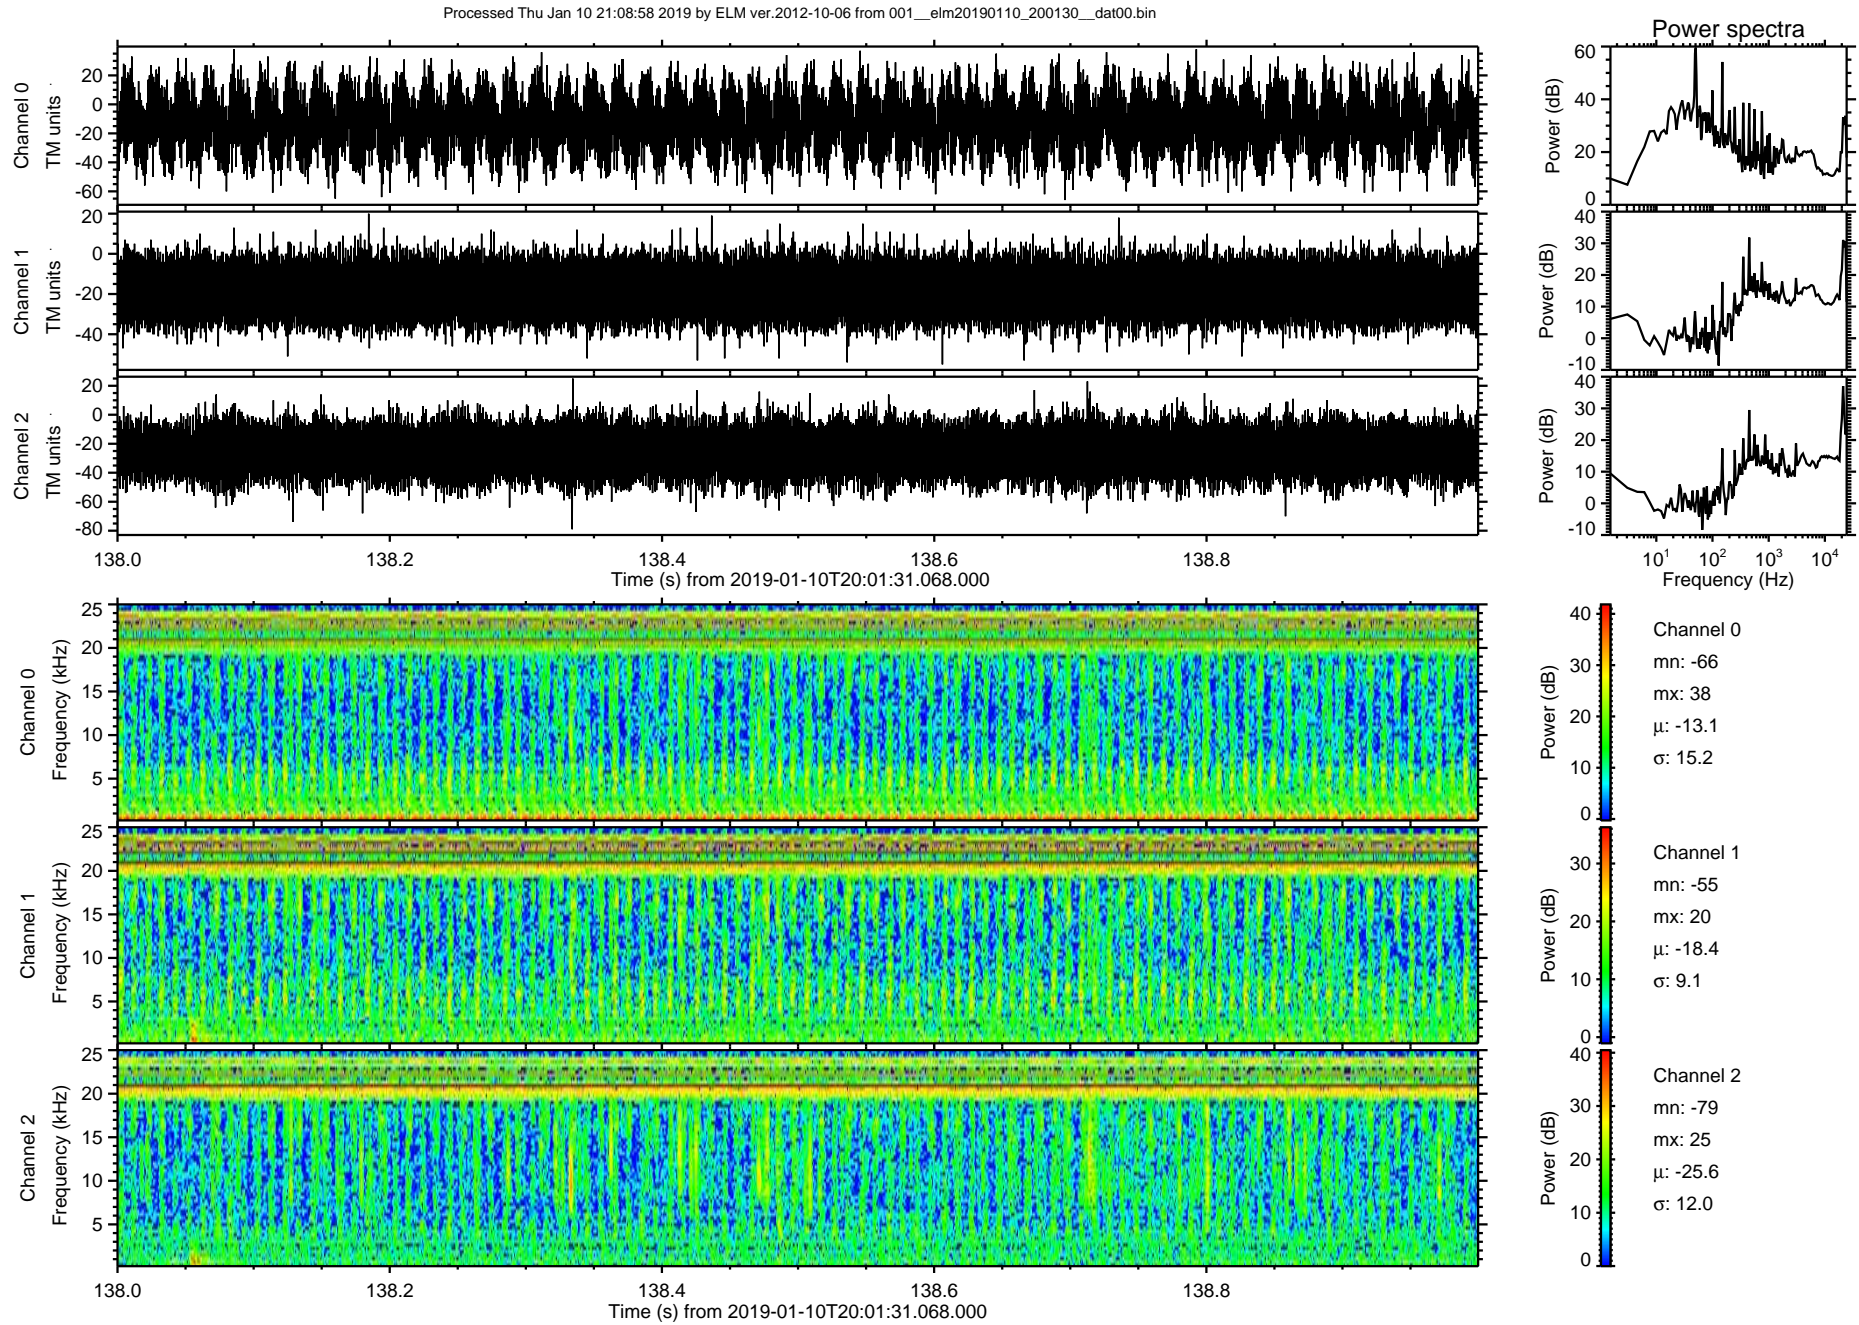 Processed Thu Jan 10 21:08:58 2019 by ELM ver.2012-10-06 from 001__elm20190110_200130__dat00.bin
Power spectra
Channel 0
TM units
20
0
-20
-40
-60
Power (dB)
60
40
20
0
Channel 1
TM units
20
0
-20
-40
Power (dB)
40
30
20
10
0
-10
Channel 2
TM units
20
0
-20
-40
-60
-80
Power (dB)
40
30
20
10
0
-10
138.0 138.2 138.4 138.6 138.8
Time (s) from 2019-01-10T20:01:31.068.000
10¹ 10² 10³ 10⁴
Frequency (Hz)
Channel 0
Frequency (kHz)
25
20
15
10
5
Power (dB)
40
30
20
10
0
Channel 0
mn: -66
mx: 38
μ: -13.1
σ: 15.2
Channel 1
Frequency (kHz)
25
20
15
10
5
Power (dB)
30
20
10
0
Channel 1
mn: -55
mx: 20
μ: -18.4
σ: 9.1
Channel 2
Frequency (kHz)
25
20
15
10
5
Power (dB)
40
30
20
10
0
Channel 2
mn: -79
mx: 25
μ: -25.6
σ: 12.0
138.0 138.2 138.4 138.6 138.8
Time (s) from 2019-01-10T20:01:31.068.000